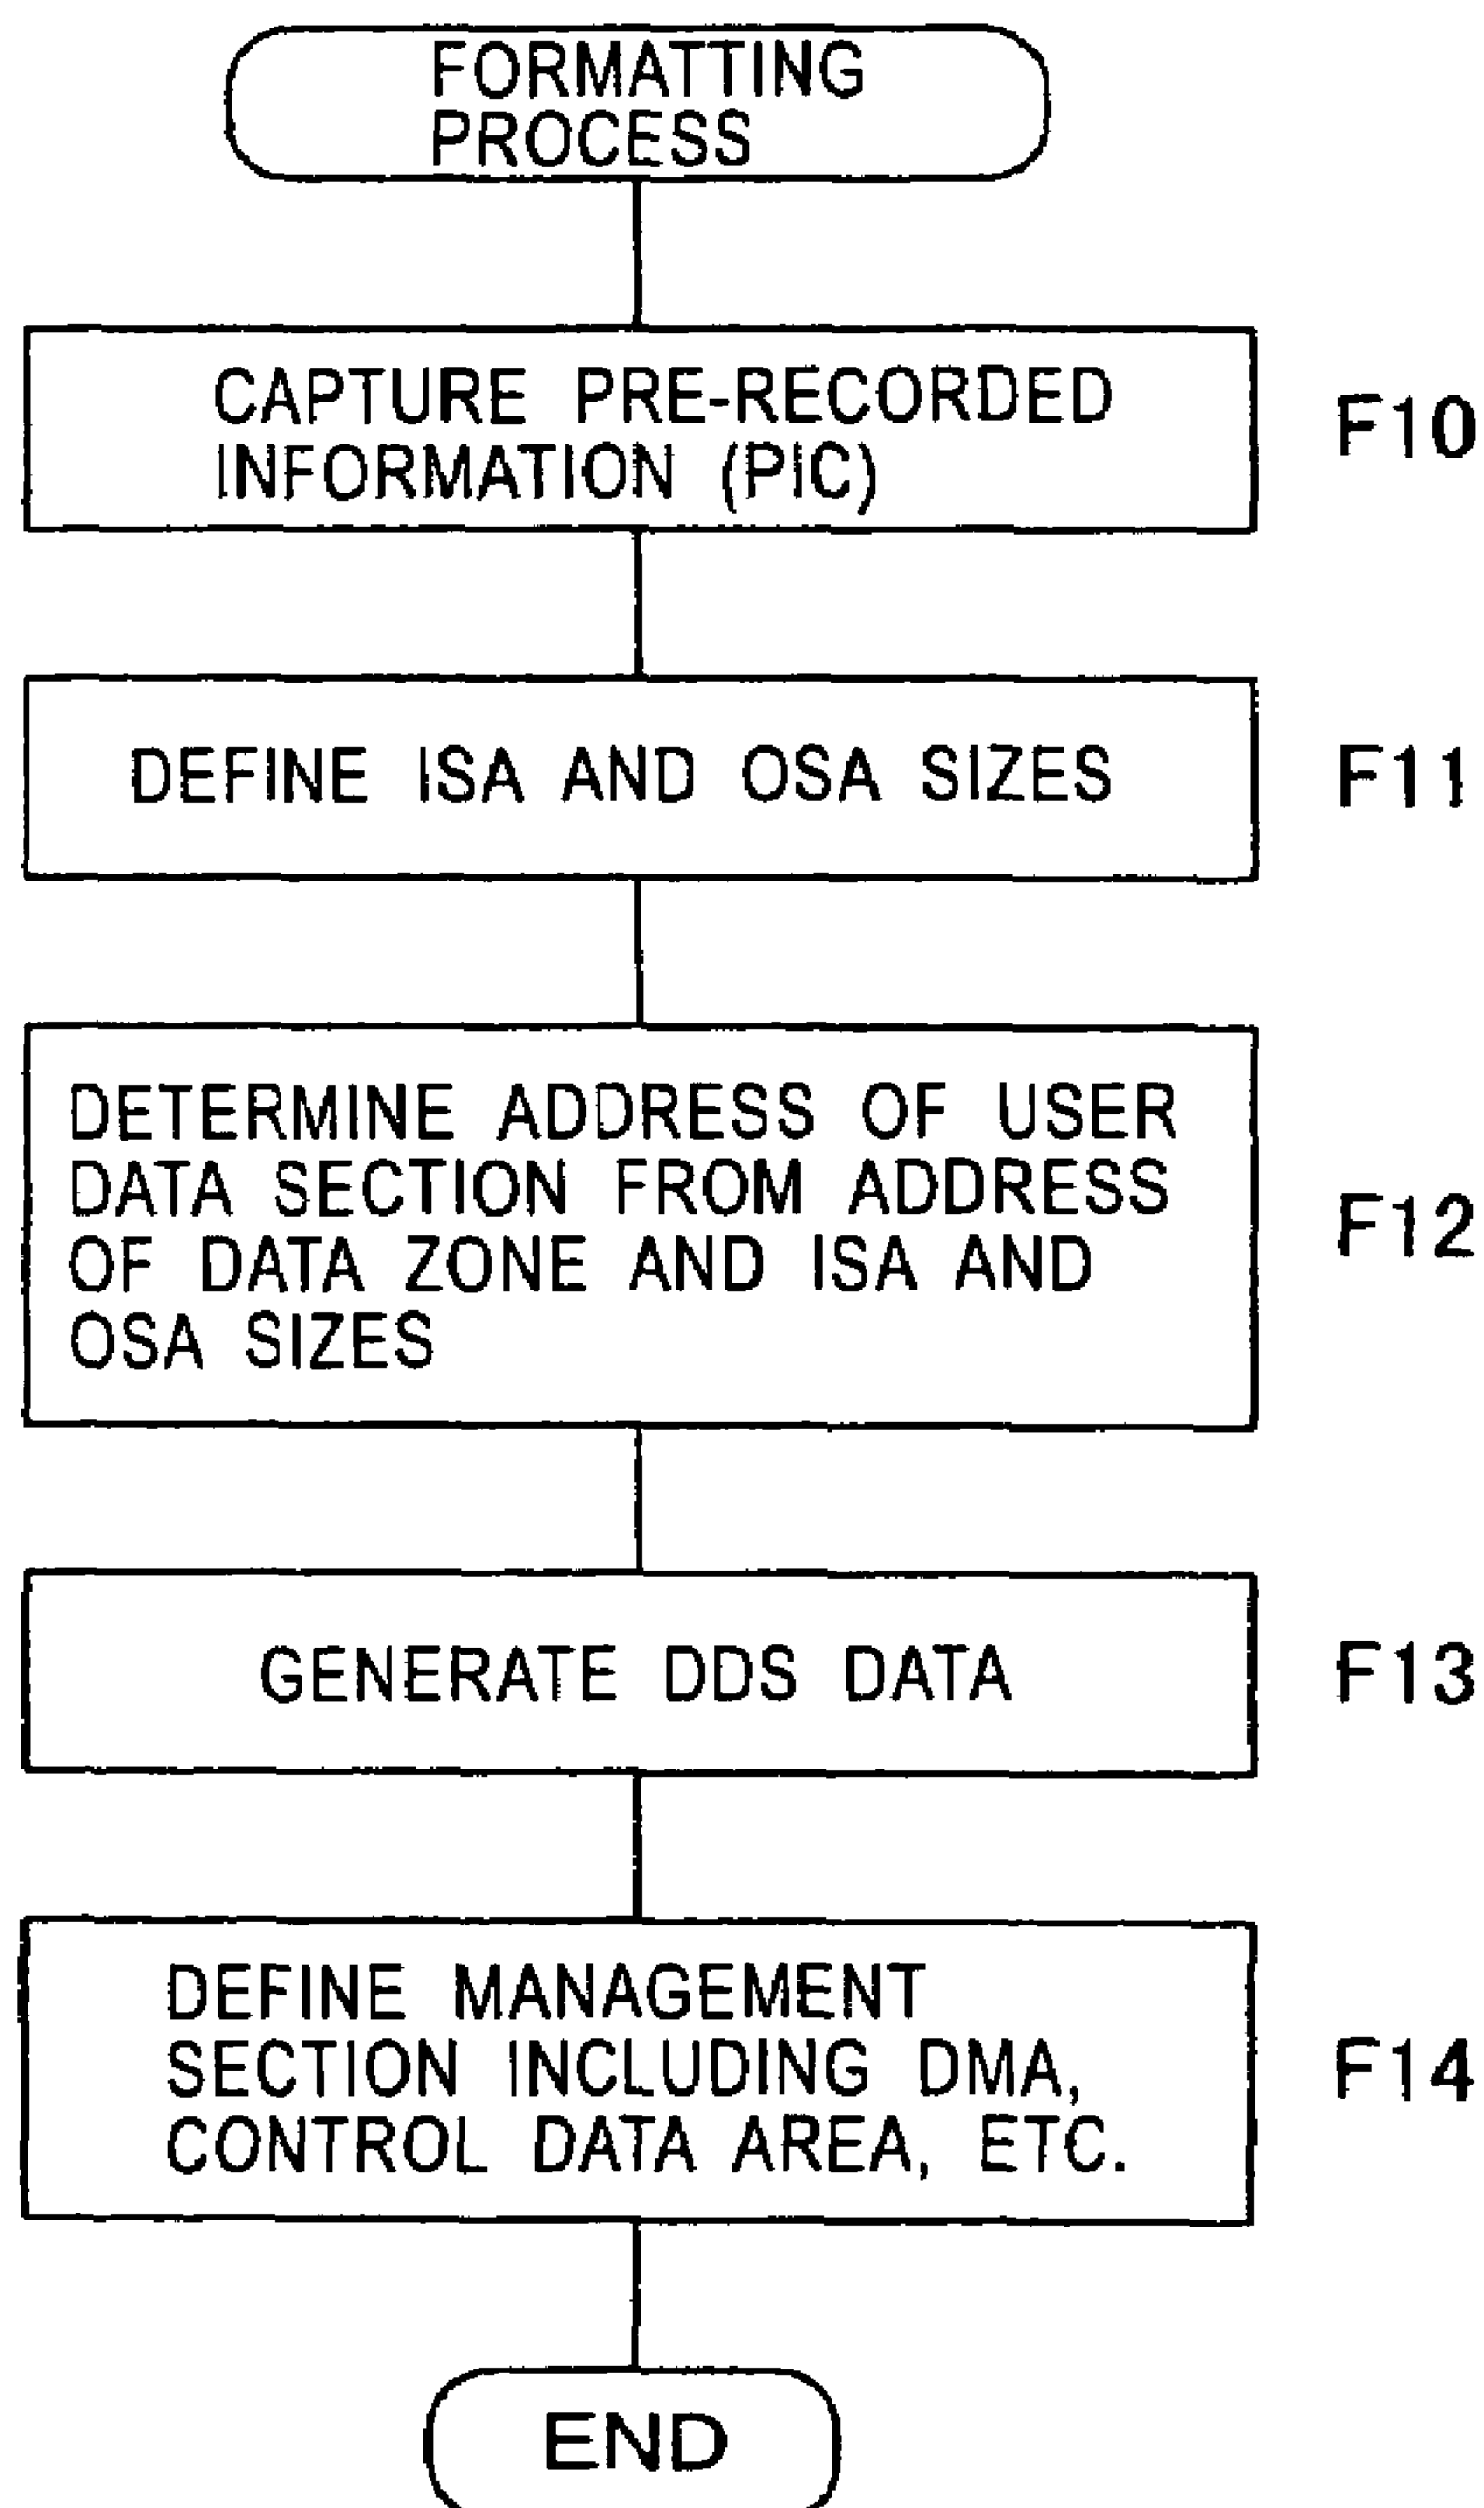 FORMATTING
PROCESS
CAPTURE PRE-RECORDED
INFORMATION (PIC)
F10
DEFINE ISA AND OSA SIZES
F11
DETERMINE ADDRESS OF USER
DATA SECTION FROM ADDRESS
OF DATA ZONE AND ISA AND
OSA SIZES
F12
GENERATE DDS DATA
F13
DEFINE MANAGEMENT
SECTION INCLUDING DMA,
CONTROL DATA AREA, ETC.
F14
END